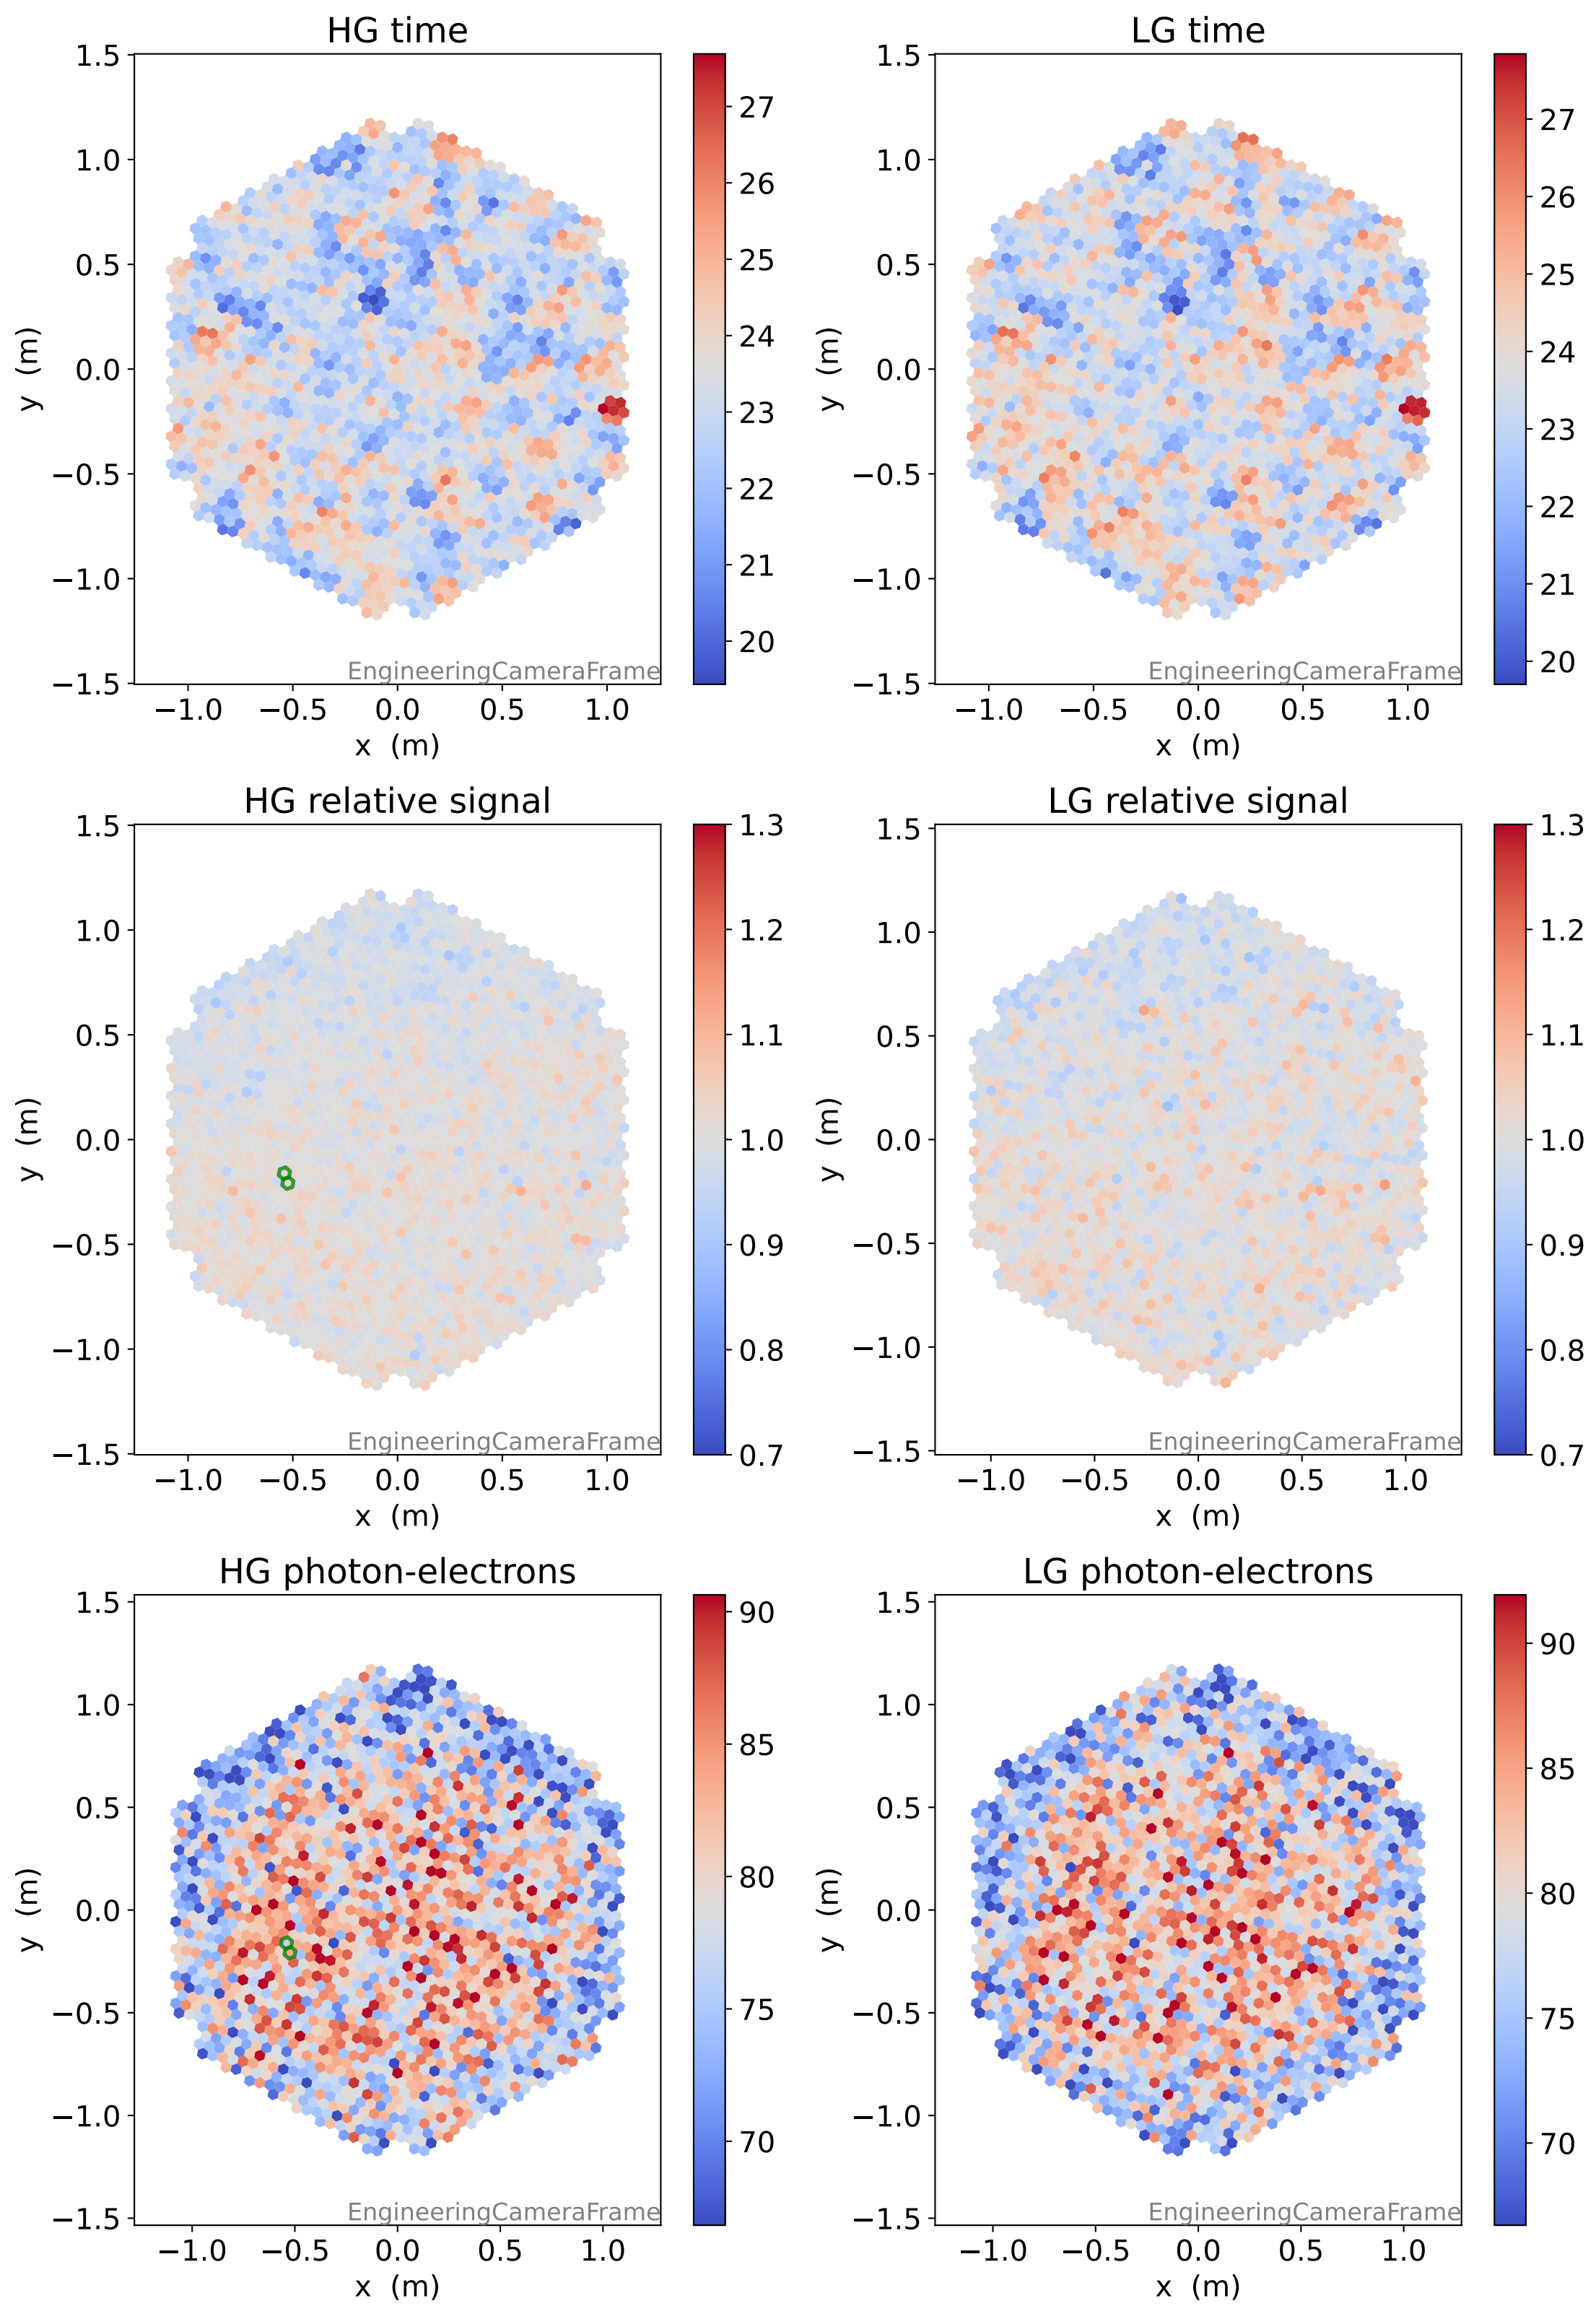 HG time
1.5
1.0
0.5
0.0
−0.5
−1.0
−1.5
y (m)
−1.0 −0.5 0.0 0.5 1.0
x (m)
EngineeringCameraFrame
27
26
25
24
23
22
21
20
LG time
1.5
1.0
0.5
0.0
−0.5
−1.0
−1.5
y (m)
−1.0 −0.5 0.0 0.5 1.0
x (m)
EngineeringCameraFrame
27
26
25
24
23
22
21
20
HG relative signal
1.5
1.0
0.5
0.0
−0.5
−1.0
−1.5
y (m)
−1.0 −0.5 0.0 0.5 1.0
x (m)
EngineeringCameraFrame
1.3
1.2
1.1
1.0
0.9
0.8
0.7
LG relative signal
1.5
1.0
0.5
0.0
−0.5
−1.0
−1.5
y (m)
−1.0 −0.5 0.0 0.5 1.0
x (m)
EngineeringCameraFrame
1.3
1.2
1.1
1.0
0.9
0.8
0.7
HG photon-electrons
1.5
1.0
0.5
0.0
−0.5
−1.0
−1.5
y (m)
−1.0 −0.5 0.0 0.5 1.0
x (m)
EngineeringCameraFrame
90
85
80
75
70
LG photon-electrons
1.5
1.0
0.5
0.0
−0.5
−1.0
−1.5
y (m)
−1.0 −0.5 0.0 0.5 1.0
x (m)
EngineeringCameraFrame
90
85
80
75
70